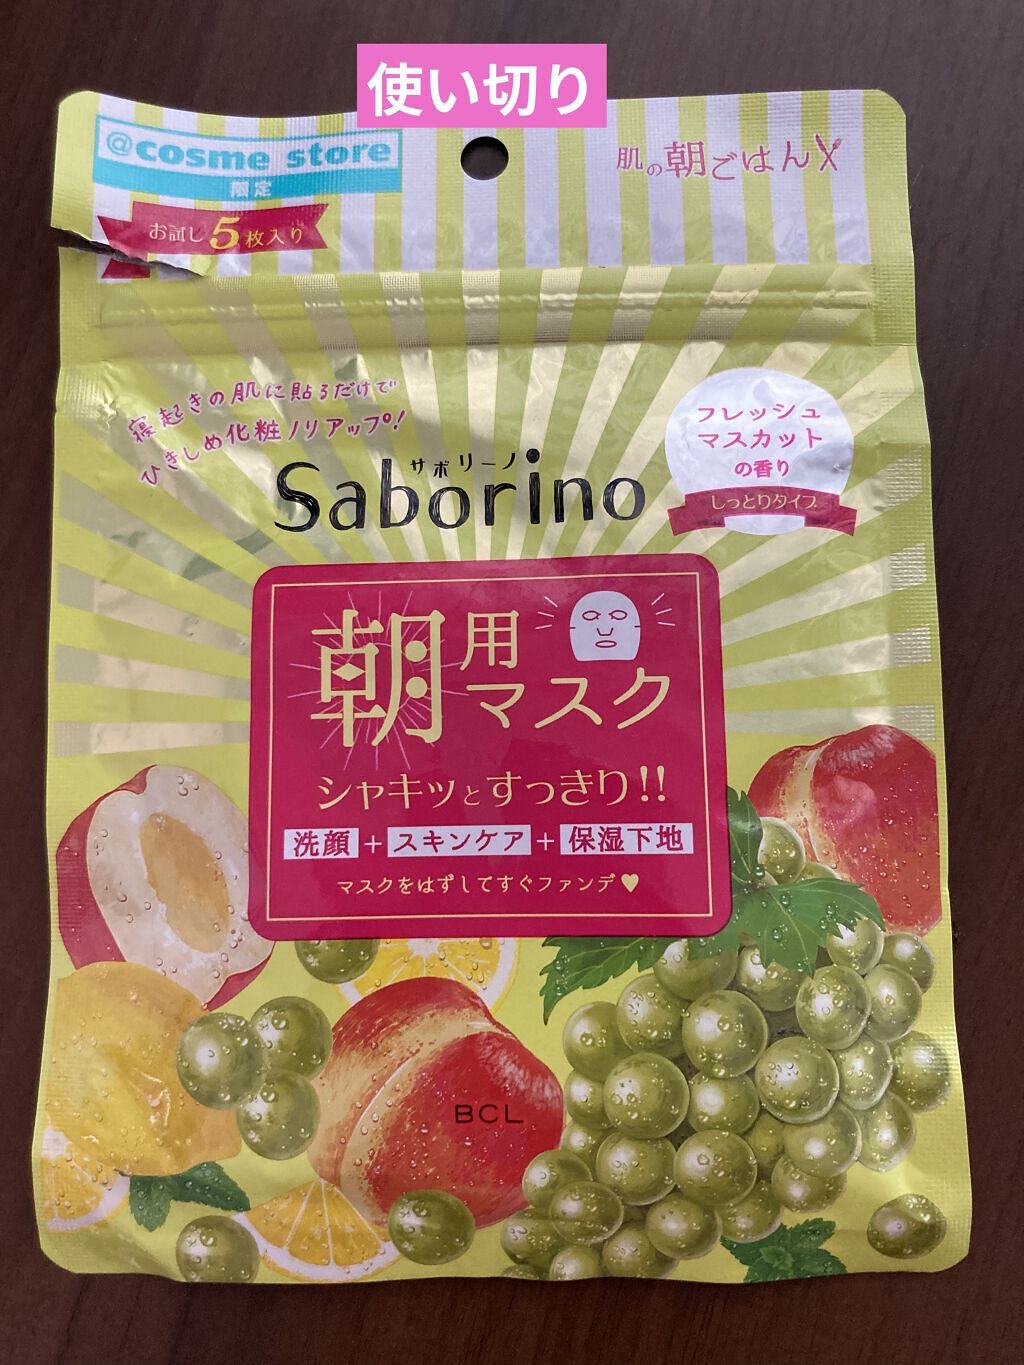 使い切り
@cosme store
限定
お試し5枚入り
肌の朝ごはん
寝起きの肌に貼るだけで
ひきしめ化粧ノリアップ!
サボリーノ
Saborino
フレッシュ
マスカット
の香り
しっとりタイプ
朝用
マスク
シャキッとすっきり!!
洗顔+スキンケア+保湿下地
マスクをはずしてすぐファンデ♥
BCL